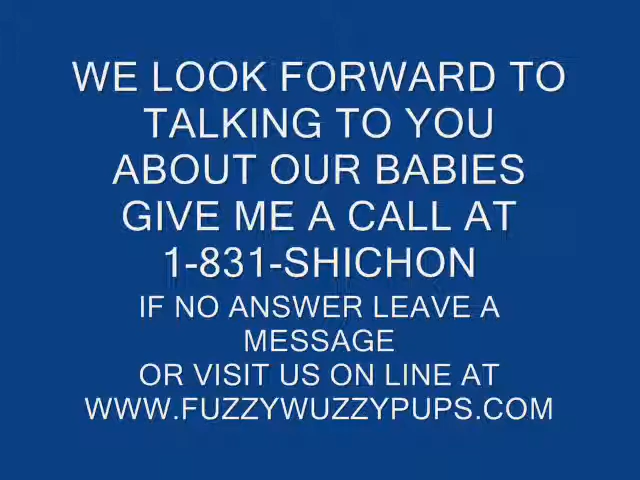 WE LOOK FORWARD TO
TALKING TO YOU
ABOUT OUR BABIES
GIVE ME A CALL AT
1-831-SHICHON
IF NO ANSWER LEAVE A
MESSAGE
OR VISIT US ON LINE AT
WWW.FUZZYWUZZYPUPS.COM